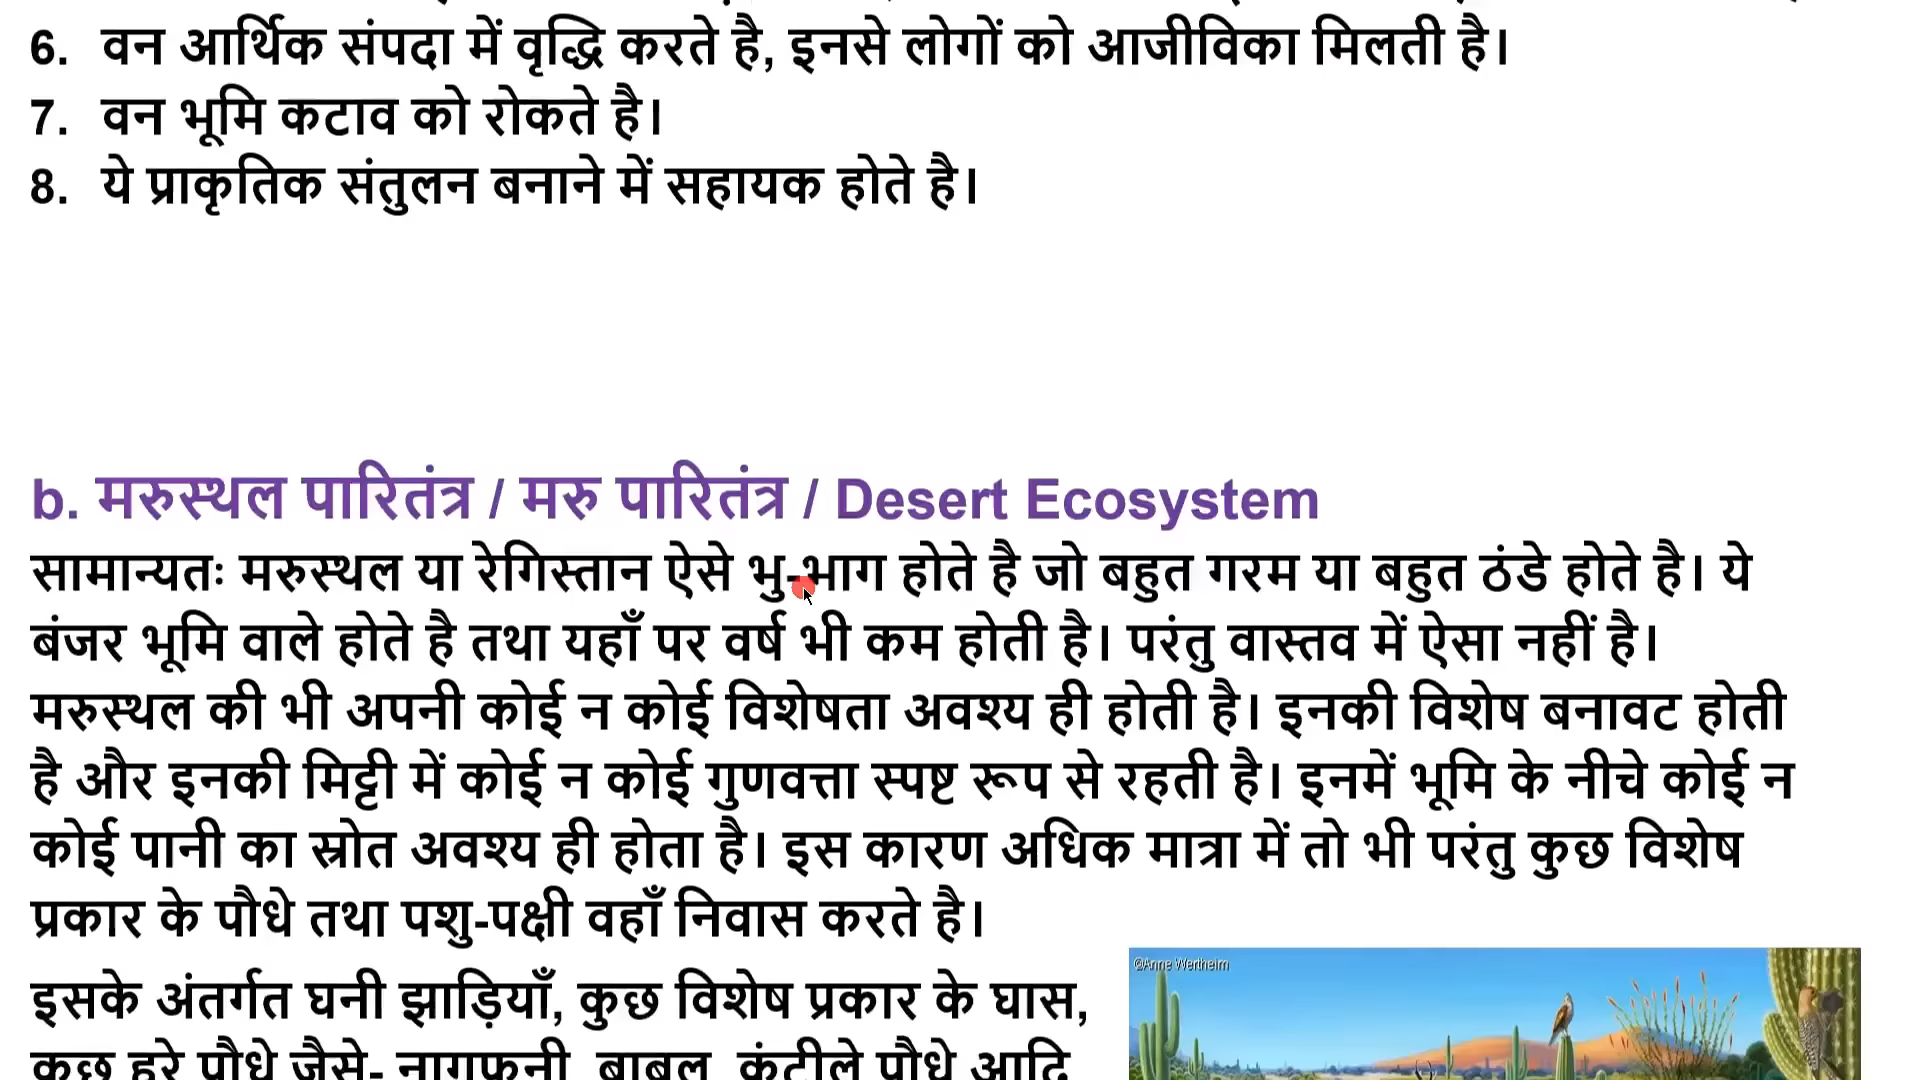 6. वन आर्थिक संपदा में वृद्धि करते है, इनसे लोगों को आजीविका मिलती है।
7. वन भूमि कटाव को रोकते है।
8. ये प्राकृतिक संतुलन बनाने में सहायक होते है।
b. मरुस्थल पारितंत्र / मरु पारितंत्र / Desert Ecosystem
सामान्यतः मरुस्थल या रेगिस्तान ऐसे भु-भाग होते है जो बहुत गरम या बहुत ठंडे होते है। ये
बंजर भूमि वाले होते है तथा यहाँ पर वर्ष भी कम होती है। परंतु वास्तव में ऐसा नहीं है।
मरुस्थल की भी अपनी कोई न कोई विशेषता अवश्य ही होती है। इनकी विशेष बनावट होती
है और इनकी मिट्टी में कोई न कोई गुणवत्ता स्पष्ट रूप से रहती है। इनमें भूमि के नीचे कोई न
कोई पानी का स्रोत अवश्य ही होता है। इस कारण अधिक मात्रा में तो भी परंतु कुछ विशेष
प्रकार के पौधे तथा पशु-पक्षी वहाँ निवास करते है।
इसके अंतर्गत घनी झाड़ियाँ, कुछ विशेष प्रकार के घास,
कुछ हरे पौधे जैसे- नागफनी, बाबुल, कंटीले पौधे आदि
©Anne Wertheim